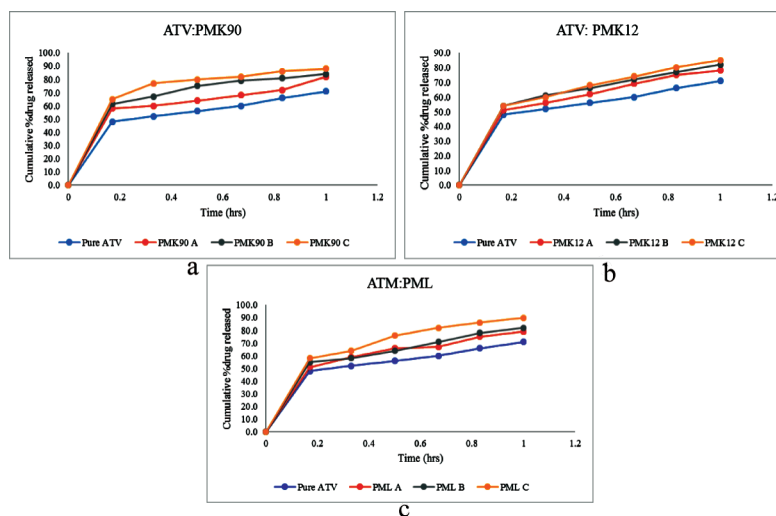 ATV:PMK90
Cumulative %drug released
100.0
90.0
80.0
70.0
60.0
50.0
40.0
30.0
20.0
10.0
0.0
0 0.2 0.4 0.6 0.8 1 1.2
Time (hrs)
Pure ATV PMK90 A PMK90 B PMK90 C
a
ATV: PMK12
Cumulative %drug released
90.0
80.0
70.0
60.0
50.0
40.0
30.0
20.0
10.0
0.0
0 0.2 0.4 0.6 0.8 1 1.2
Time (hrs)
Pure ATV PMK12 A PMK12 B PMK12 C
b
ATM:PML
Cumulative %drug released
100.0
90.0
80.0
70.0
60.0
50.0
40.0
30.0
20.0
10.0
0.0
0 0.2 0.4 0.6 0.8 1 1.2
Time (hrs)
Pure ATV PML A PML B PML C
c